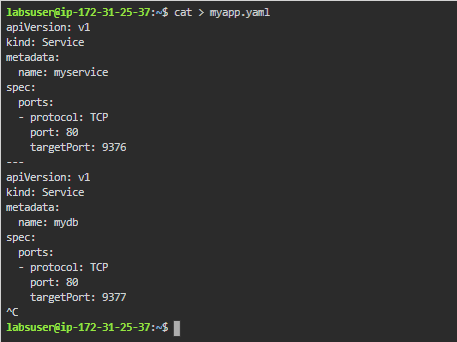 labsuser@ip-172-31-25-37:~$ cat > myapp.yaml
apiVersion: v1
kind: Service
metadata:
  name: myservice
spec:
  ports:
  - protocol: TCP
    port: 80
    targetPort: 9376
---
apiVersion: v1
kind: Service
metadata:
  name: mydb
spec:
  ports:
  - protocol: TCP
    port: 80
    targetPort: 9377
^C
labsuser@ip-172-31-25-37:~$